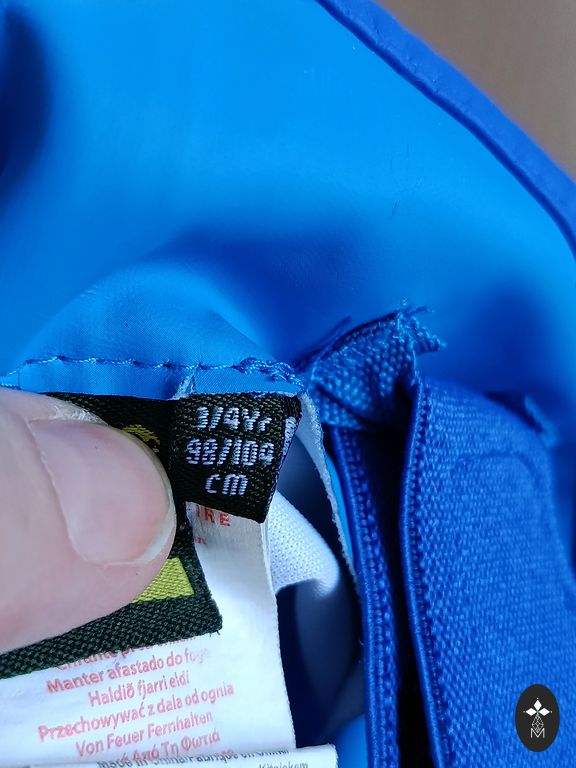 3/4Yr
98/104
cm
IRE
Manter afastado do fogo
Haldið fjarri eldi
Przechowywać z dala od ognia
Von Feuer Fernhalten
M